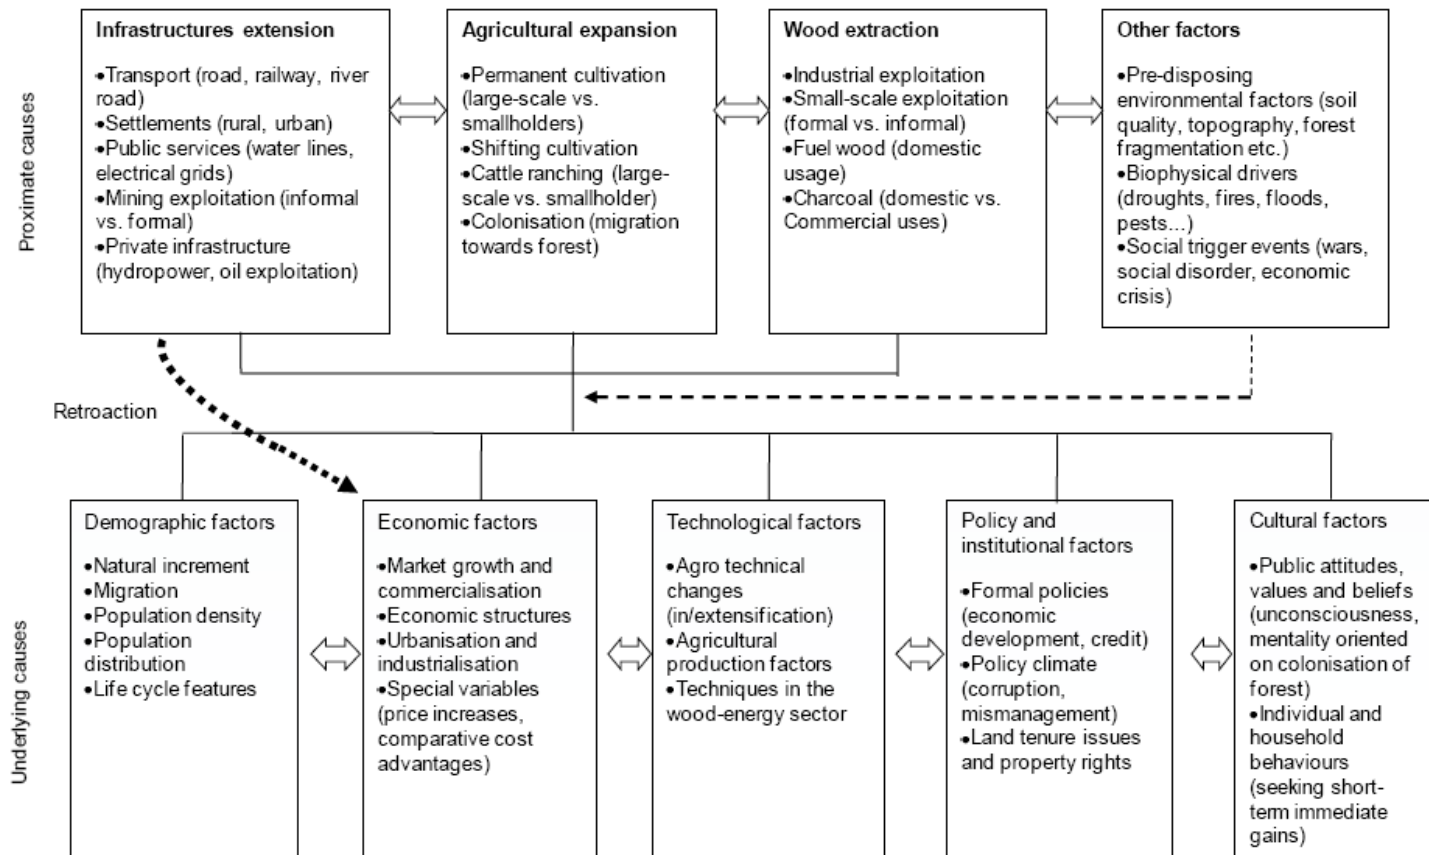 Proximate causes
Infrastructures extension
•Transport (road, railway, river
road)
•Settlements (rural, urban)
•Public services (water lines,
electrical grids)
•Mining exploitation (informal
vs. formal)
•Private infrastructure
(hydropower, oil exploitation)
Agricultural expansion
•Permanent cultivation
(large-scale vs.
smallholders)
•Shifting cultivation
•Cattle ranching (large-
scale vs. smallholder)
•Colonisation (migration
towards forest)
Wood extraction
•Industrial exploitation
•Small-scale exploitation
(formal vs. informal)
•Fuel wood (domestic
usage)
•Charcoal (domestic vs.
Commercial uses)
Other factors
•Pre-disposing
environmental factors (soil
quality, topography, forest
fragmentation etc.)
•Biophysical drivers
(droughts, fires, floods,
pests...)
•Social trigger events (wars,
social disorder, economic
crisis)
Retroaction
Underlying causes
Demographic factors
•Natural increment
•Migration
•Population density
•Population
distribution
•Life cycle features
Economic factors
•Market growth and
commercialisation
•Economic structures
•Urbanisation and
industrialisation
•Special variables
(price increases,
comparative cost
advantages)
Technological factors
•Agro technical
changes
(in/extensification)
•Agricultural
production factors
•Techniques in the
wood-energy sector
Policy and
institutional factors
•Formal policies
(economic
development, credit)
•Policy climate
(corruption,
mismanagement)
•Land tenure issues
and property rights
Cultural factors
•Public attitudes,
values and beliefs
(unconsciousness,
mentality oriented
on colonisation of
forest)
•Individual and
household
behaviours
(seeking short-
term immediate
gains)